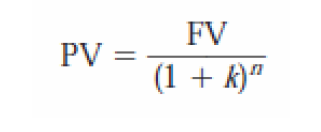 PV = FV / (1 + k)ⁿ